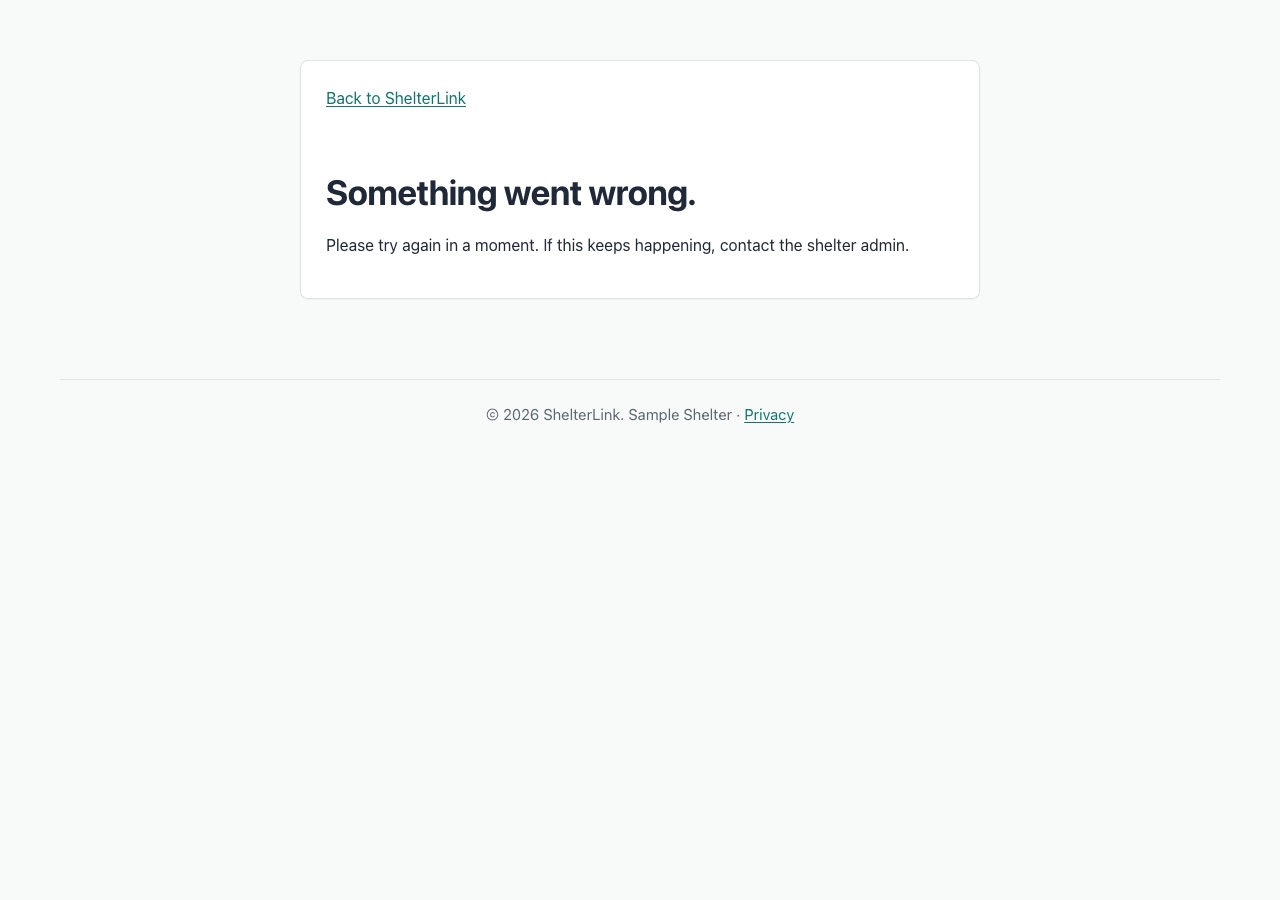 Back to ShelterLink
Something went wrong.
Please try again in a moment. If this keeps happening, contact the shelter admin.
© 2026 ShelterLink. Sample Shelter · Privacy